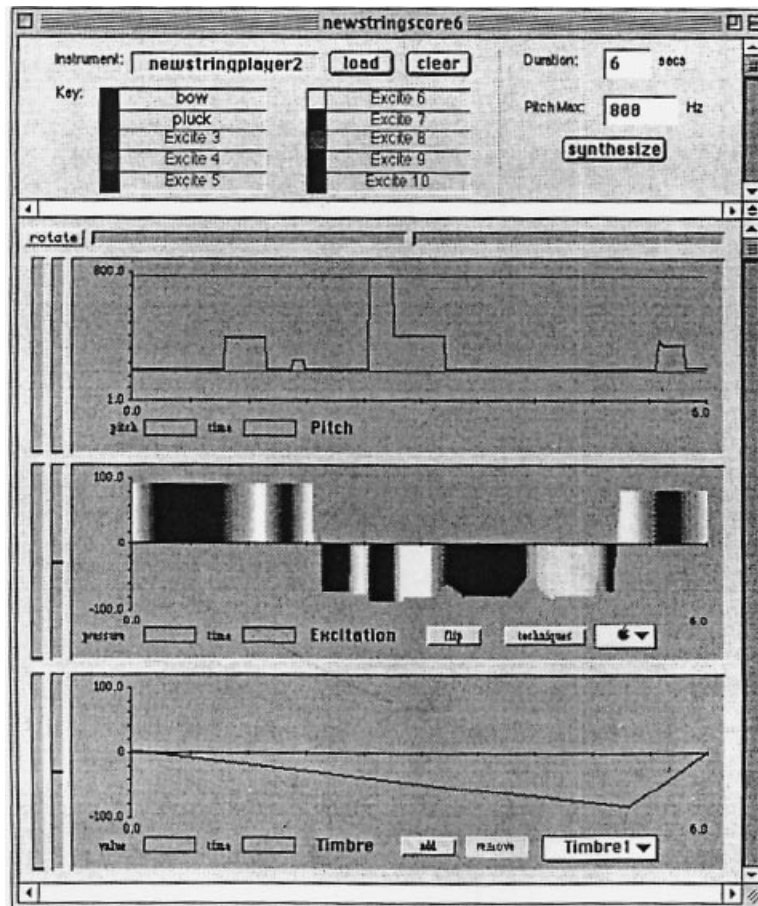 newstringscore6
Instrument: newstringplayer2 load clear
Duration: 6 secs
Key: bow
pluck
Excite 3
Excite 4
Excite 5
Excite 6
Excite 7
Excite 8
Excite 9
Excite 10
Pitch Max: 800 Hz
synthesize
rotate
800.0
1.0
0.0 6.0
pitch time Pitch
100.0
0
-100.0
0.0 6.0
pressure time Excitation flip techniques
100.0
0
-100.0
0.0 6.0
value time Timbre add remove Timbre1